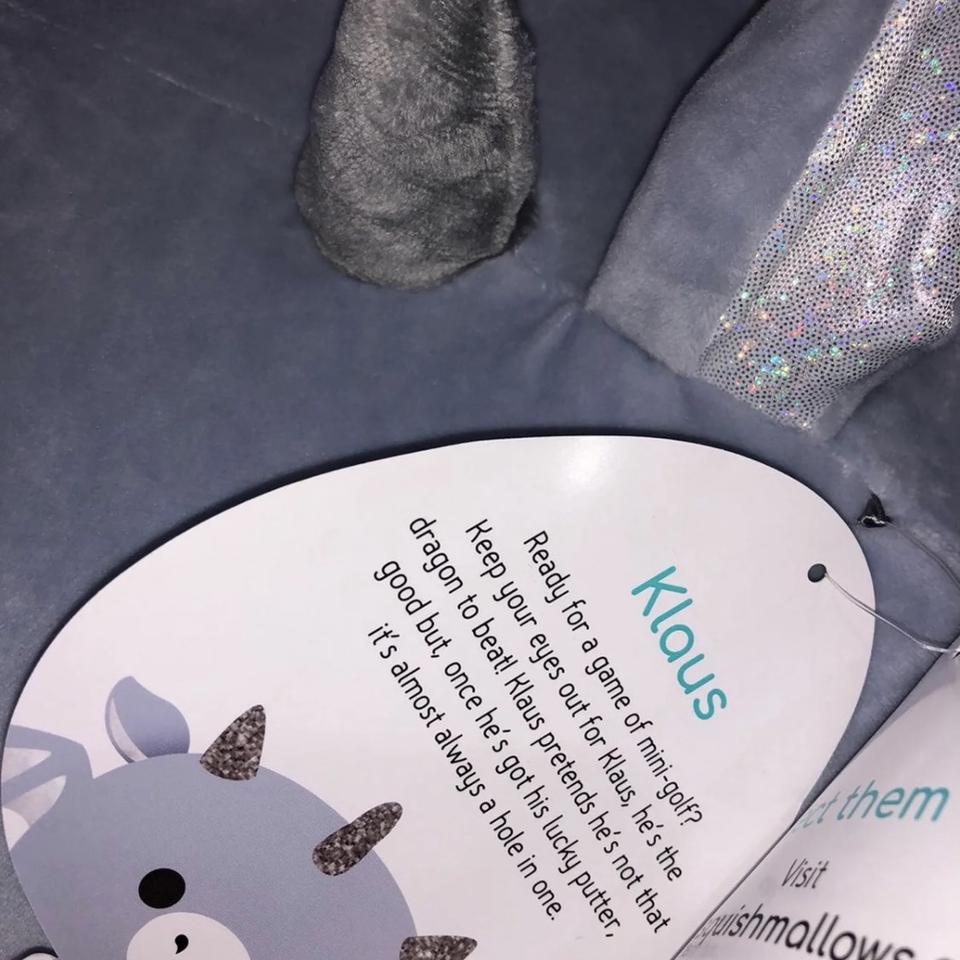 Klaus
Ready for a game of mini-golf?
Keep your eyes out for Klaus, he's the
dragon to beat! Klaus pretends he's not that
good but, once he's got his lucky putter,
it's almost always a hole in one.
them
Visit